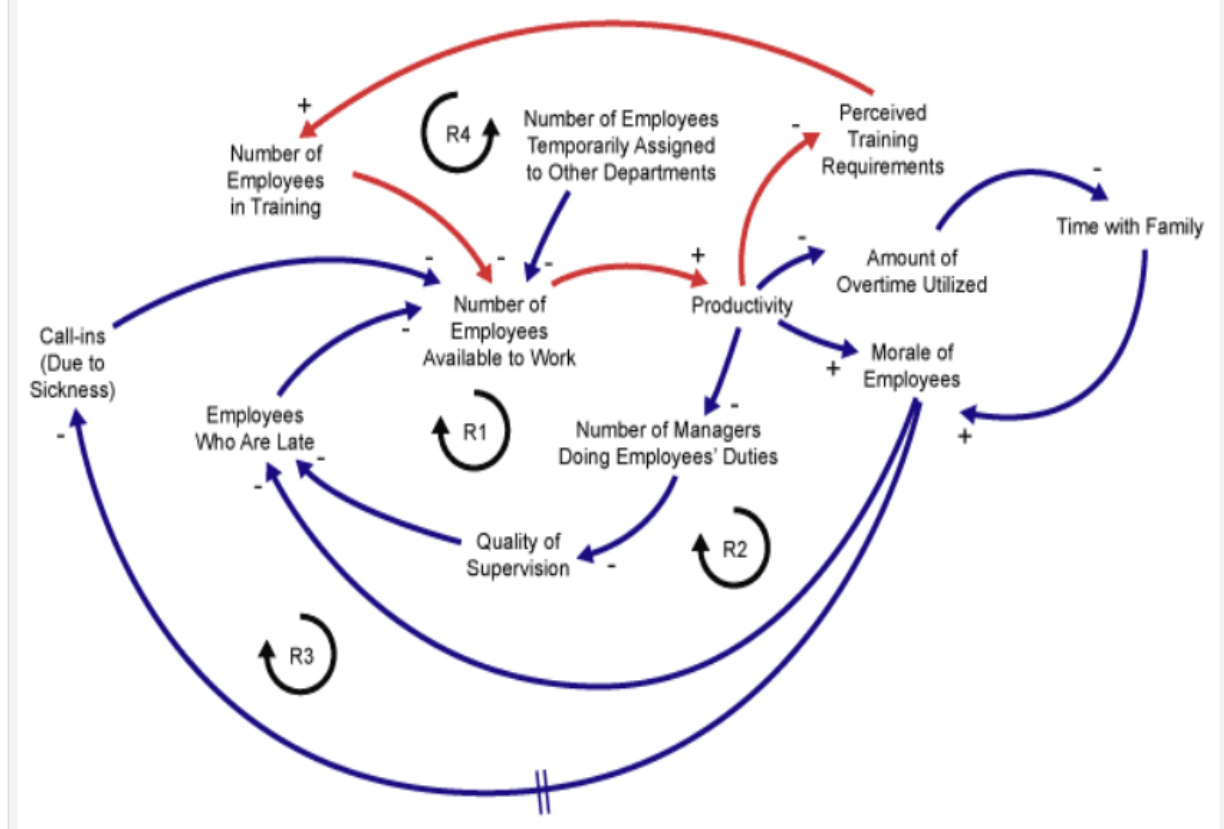 +
Number of
Employees
in Training
R4
Number of Employees
Temporarily Assigned
to Other Departments
-
Perceived
Training
Requirements
-
Time with Family
-
Amount of
Overtime Utilized
-
-
-
+
Number of
Employees
Available to Work
Productivity
Call-ins
(Due to
Sickness)
-
-
Employees
Who Are Late
-
-
R1
+
Morale of
Employees
+
-
Number of Managers
Doing Employees' Duties
Quality of
Supervision
-
R2
R3